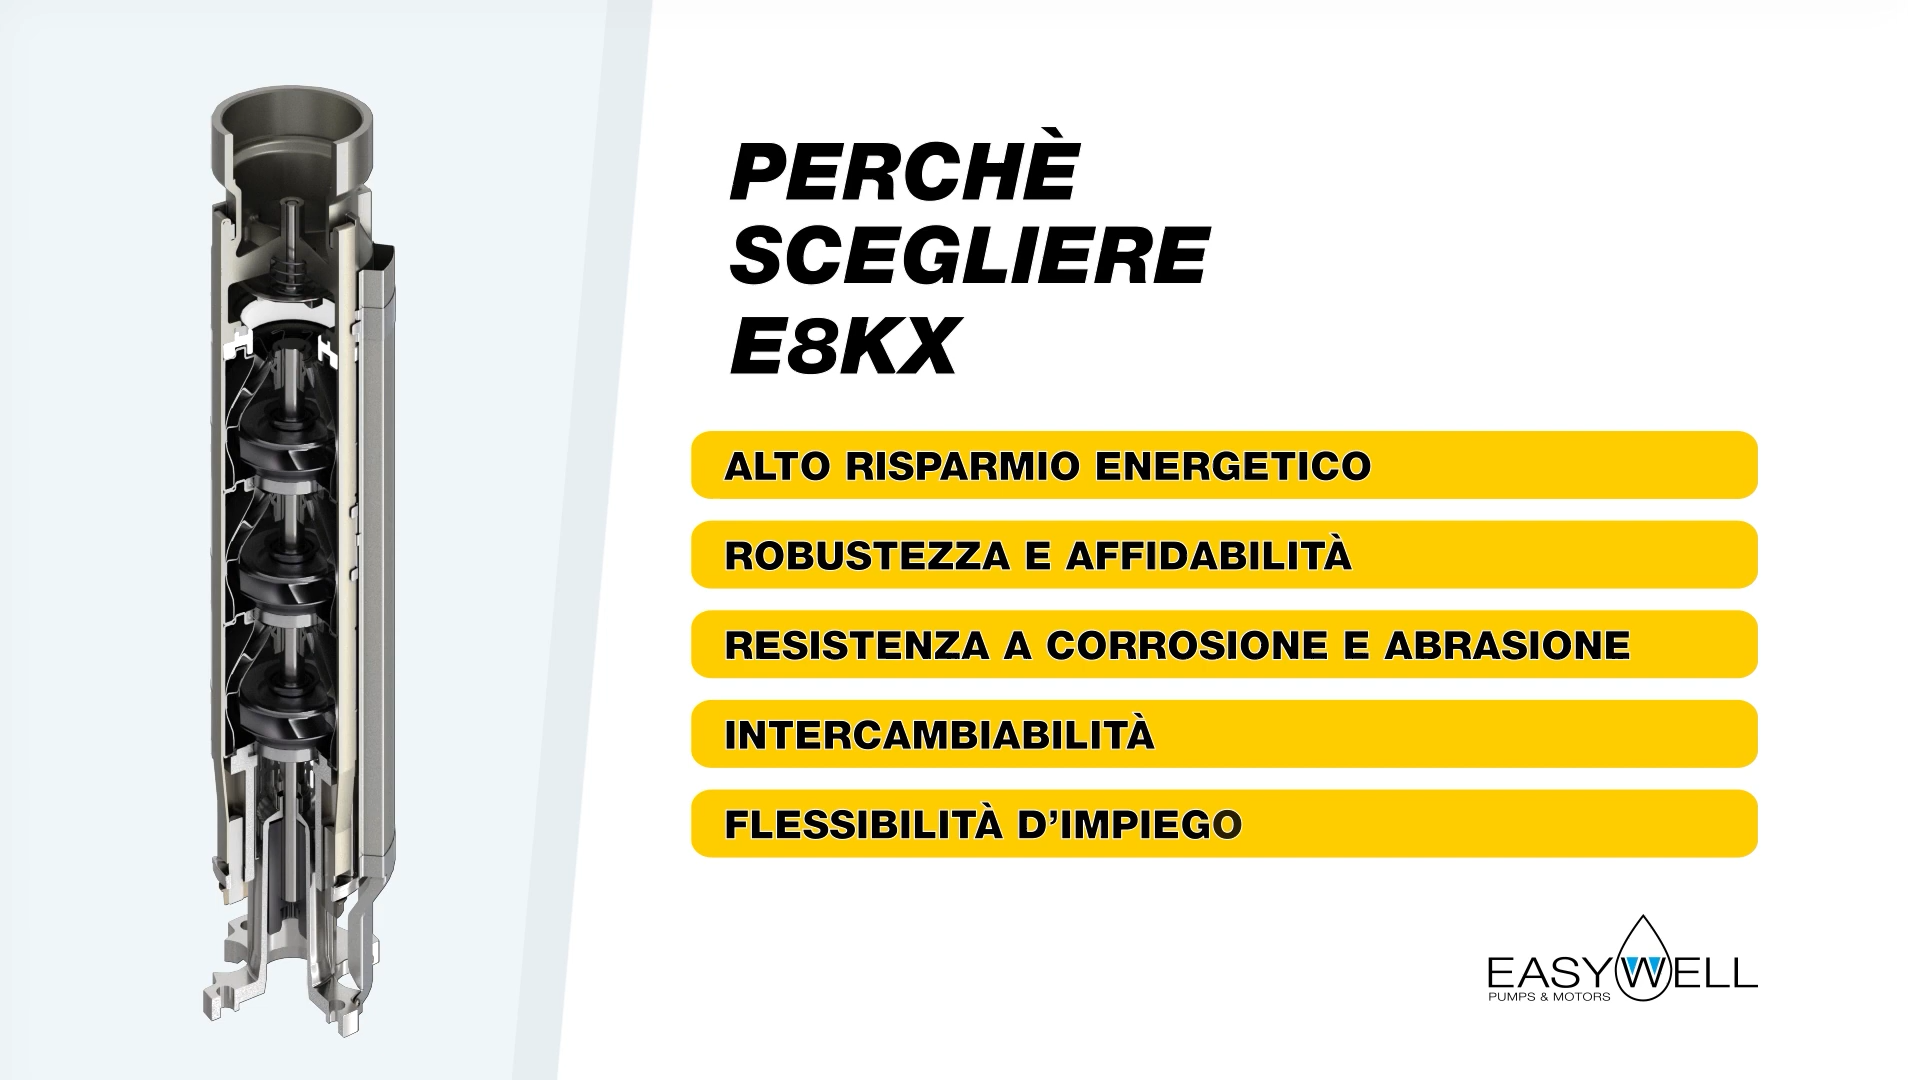 PERCHÈ
SCEGLIERE
E8KX
ALTO RISPARMIO ENERGETICO
ROBUSTEZZA E AFFIDABILITÀ
RESISTENZA A CORROSIONE E ABRASIONE
INTERCAMBIABILITÀ
FLESSIBILITÀ D’IMPIEGO
EASYWELL
PUMPS & MOTORS